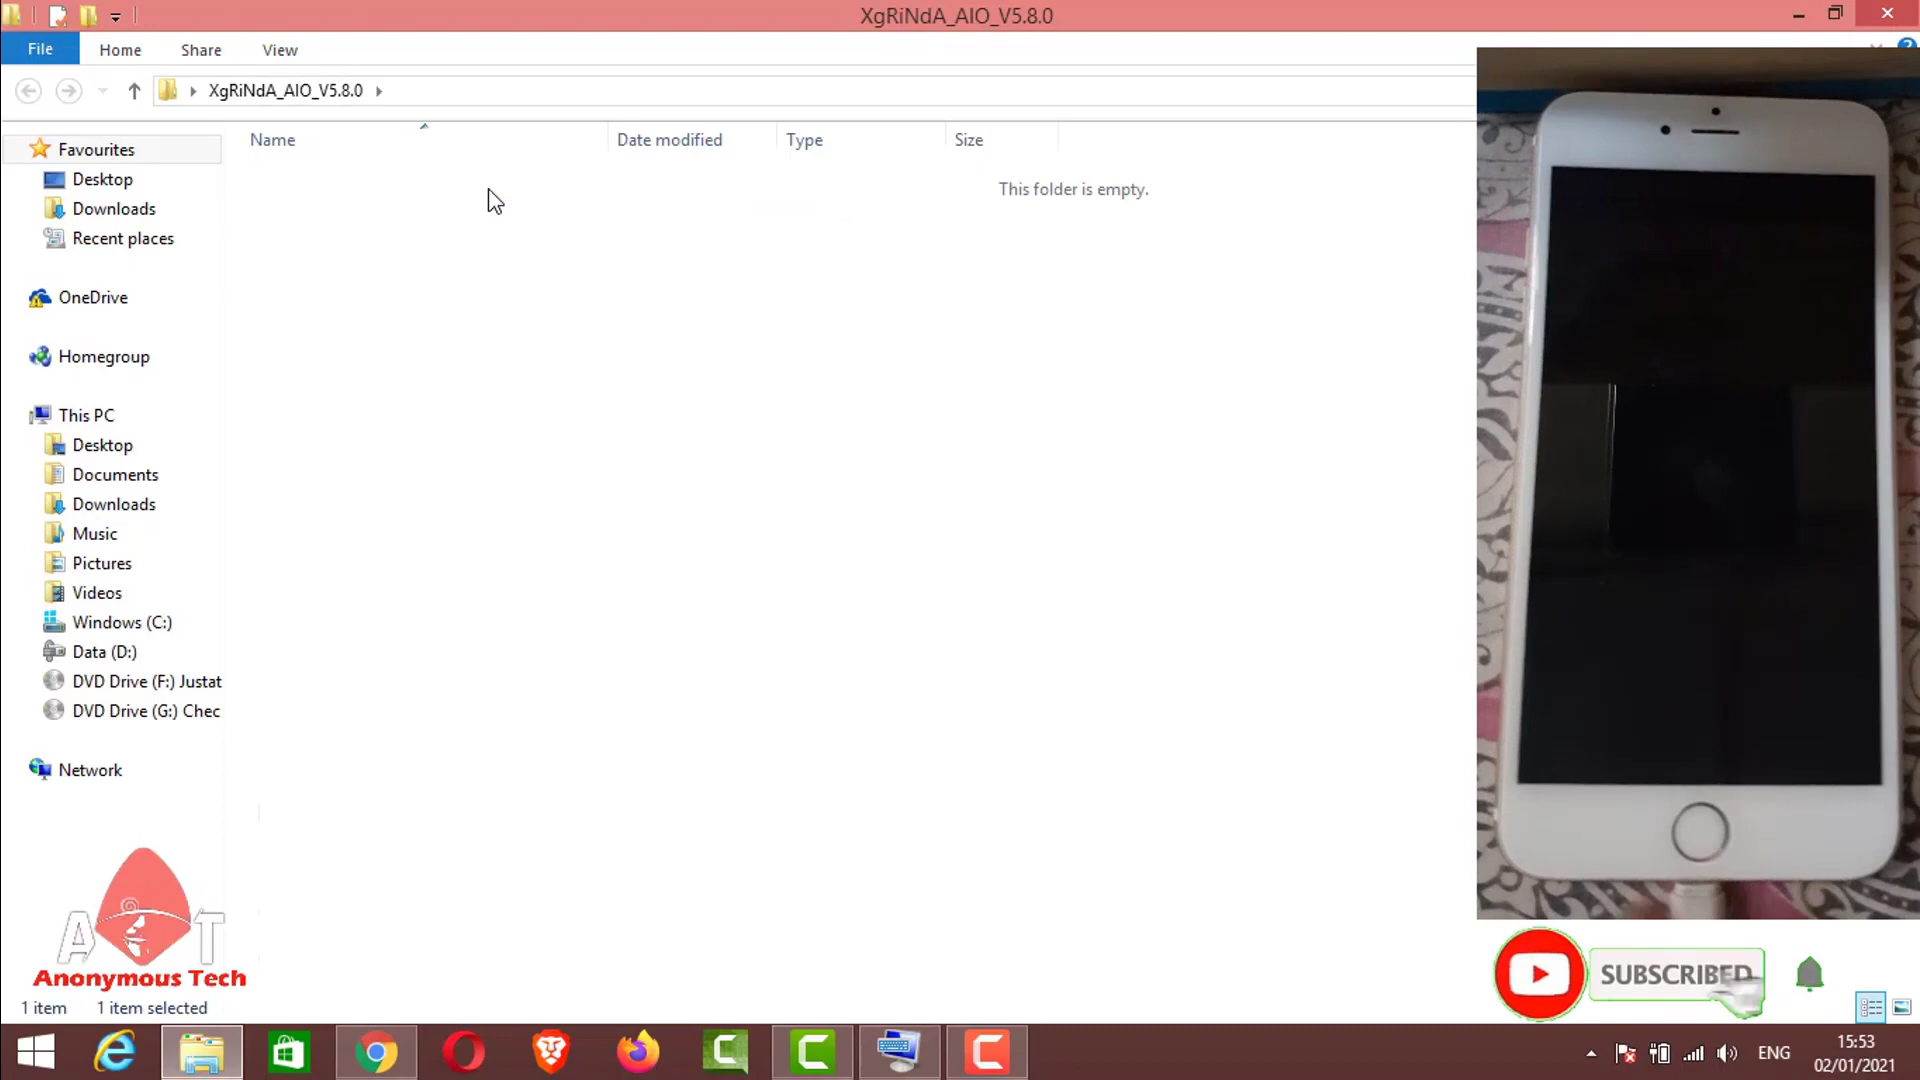 XgRiNdA_AIO_V5.8.0
File
Home
Share
View
XgRiNdA_AIO_V5.8.0
Name
Date modified
Type
Size
This folder is empty.
Favourites
Desktop
Downloads
Recent places
OneDrive
Homegroup
This PC
Desktop
Documents
Downloads
Music
Pictures
Videos
Windows (C:)
Data (D:)
DVD Drive (F:) Justat
DVD Drive (G:) Chec
Network
A T
Anonymous Tech
1 item
1 item selected
SUBSCRIBED
ENG
15:53
02/01/2021